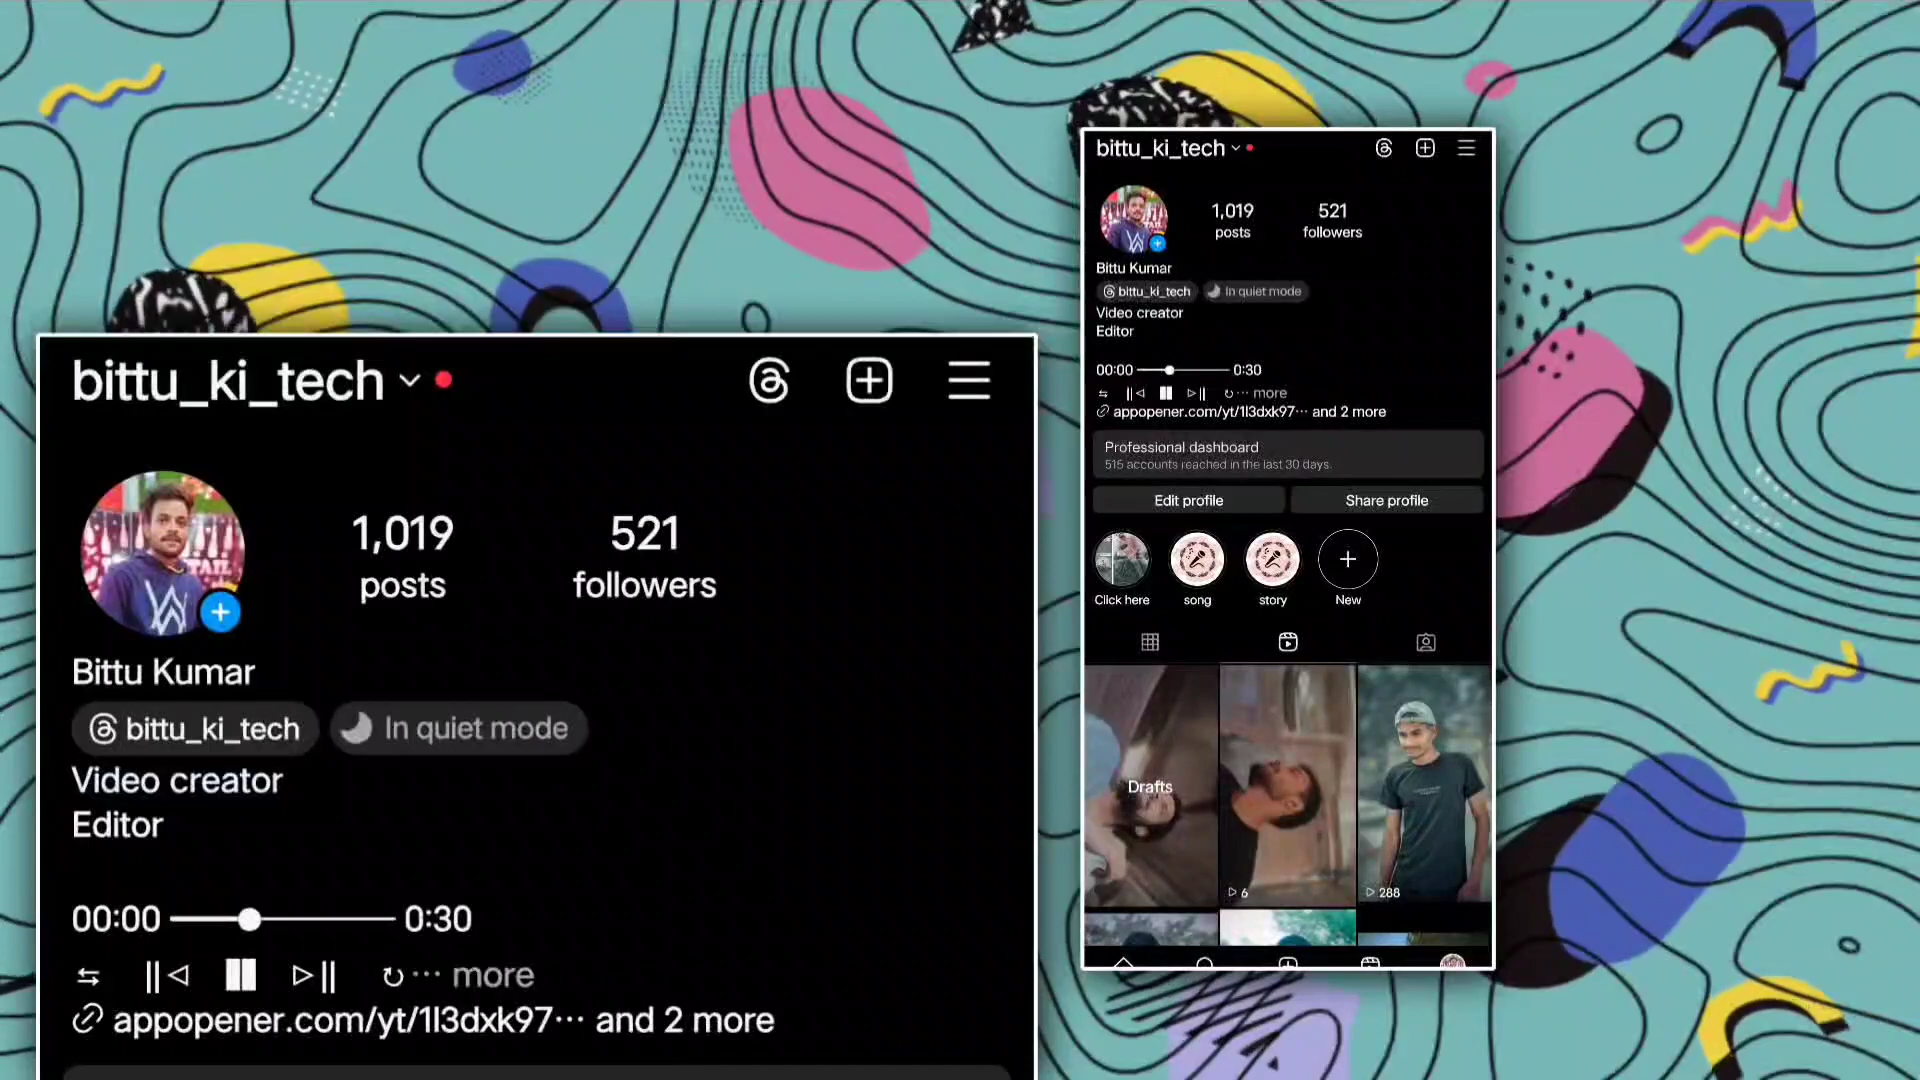 bittu_ki_tech
1,019
posts
521
followers
Bittu Kumar
bittu_ki_tech
In quiet mode
Video creator
Editor
00:00 0:30
··· more
appopener.com/yt/1l3dxk97··· and 2 more
bittu_ki_tech
1,019
posts
521
followers
Bittu Kumar
bittu_ki_tech
In quiet mode
Video creator
Editor
00:00 0:30
··· more
appopener.com/yt/1l3dxk97··· and 2 more
Professional dashboard
515 accounts reached in the last 30 days.
Edit profile
Share profile
Click here
song
story
New
Drafts
6
288